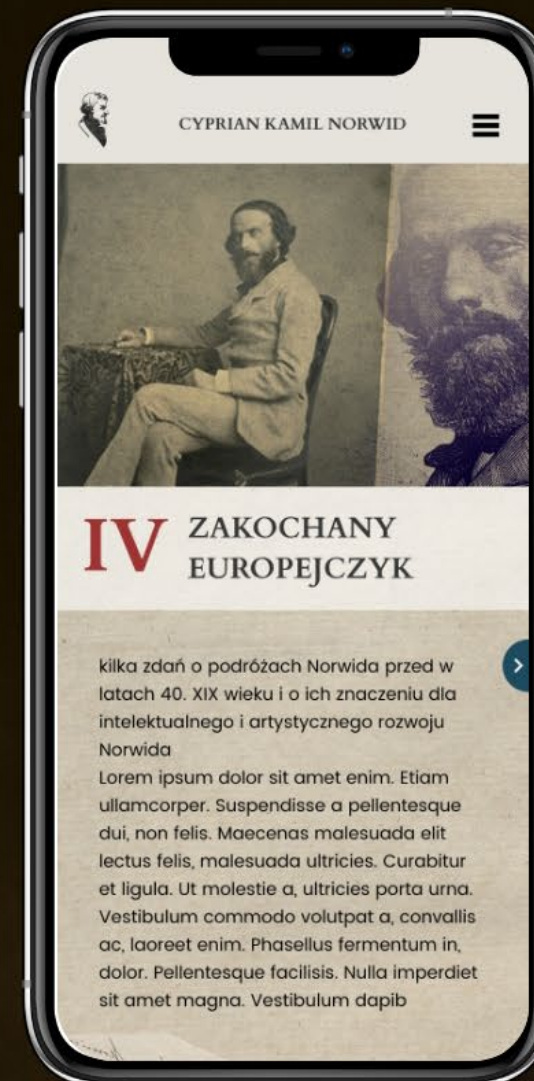 CYPRIAN KAMIL NORWID
IV
ZAKOCHANY
EUROPEJCZYK
kilka zdań o podróżach Norwida przed w
latach 40. XIX wieku i o ich znaczeniu dla
intelektualnego i artystycznego rozwoju
Norwida
Lorem ipsum dolor sit amet enim. Etiam
ullamcorper. Suspendisse a pellentesque
dui, non felis. Maecenas malesuada elit
lectus felis, malesuada ultricies. Curabitur
et ligula. Ut molestie a, ultricies porta urna.
Vestibulum commodo volutpat a, convallis
ac, laoreet enim. Phasellus fermentum in,
dolor. Pellentesque facilisis. Nulla imperdiet
sit amet magna. Vestibulum dapib